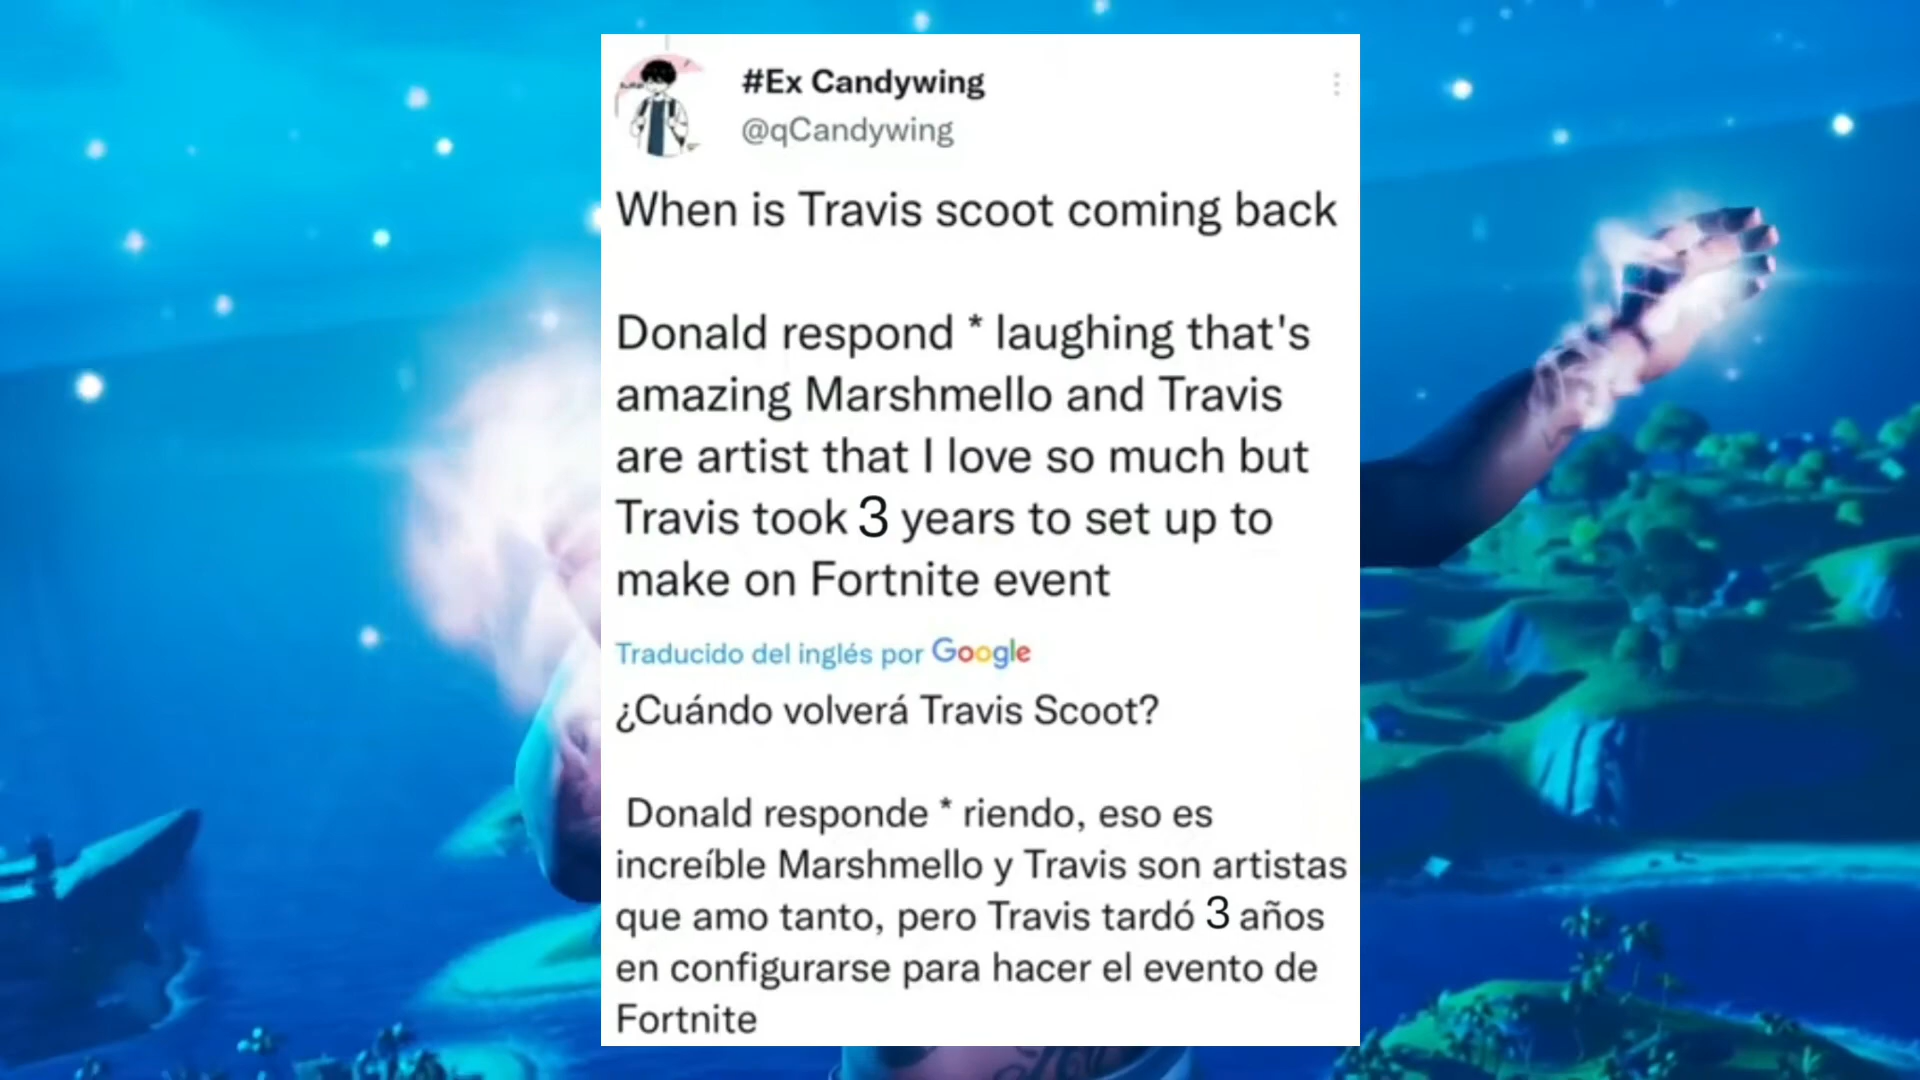 #Ex Candywing
@qCandywing
When is Travis scoot coming back
Donald respond * laughing that's
amazing Marshmello and Travis
are artist that I love so much but
Travis took 3 years to set up to
make on Fortnite event
Traducido del inglés por Google
¿Cuándo volverá Travis Scoot?
Donald responde * riendo, eso es
increíble Marshmello y Travis son artistas
que amo tanto, pero Travis tardó 3 años
en configurarse para hacer el evento de
Fortnite